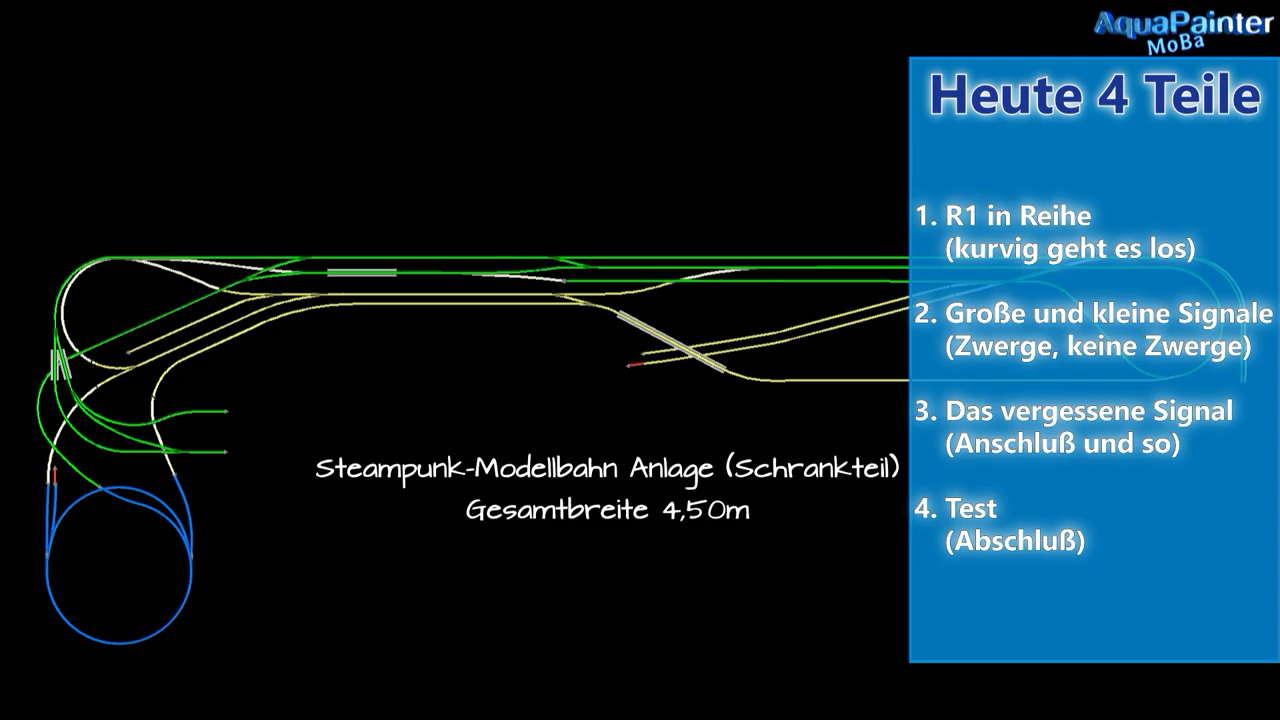 AquaPainter
MoBa
Heute 4 Teile
1. R1 in Reihe
(kurvig geht es los)
2. Große und kleine Signale
(Zwerge, keine Zwerge)
3. Das vergessene Signal
(Anschluß und so)
4. Test
(Abschluß)
Steampunk-Modellbahn Anlage (Schrankteil)
Gesamtbreite 4,50m